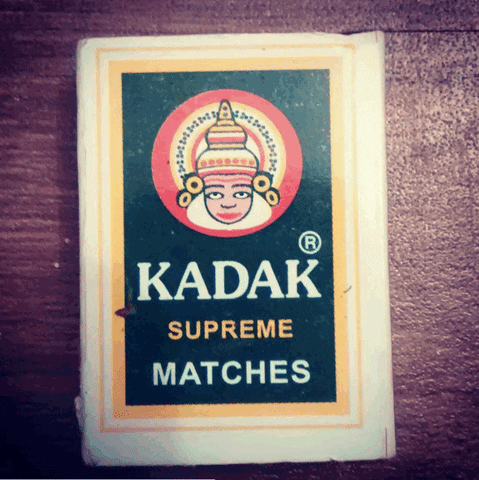 ®
KADAK
SUPREME
MATCHES